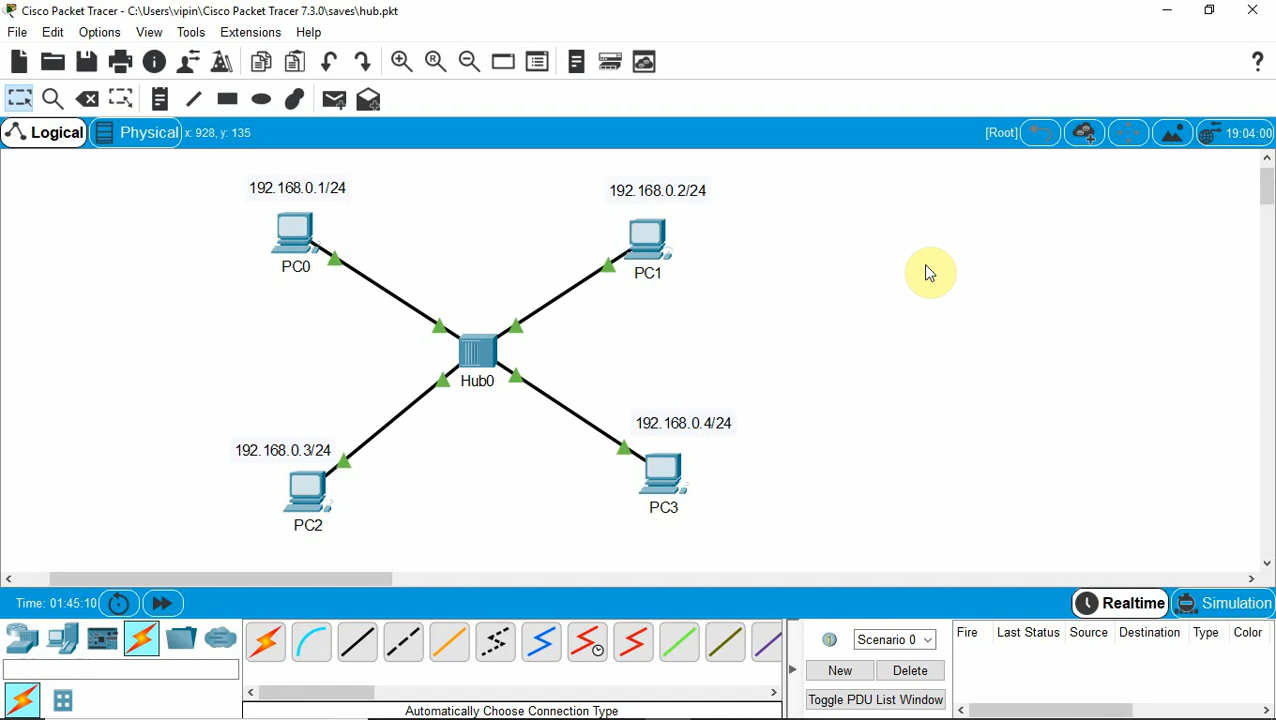 Cisco Packet Tracer - C:\Users\vipin\Cisco Packet Tracer 7.3.0\saves\hub.pkt
File Edit Options View Tools Extensions Help
Logical Physical x: 928, y: 135 [Root] 19:04:00
192.168.0.1/24
192.168.0.2/24
PC0
PC1
Hub0
192.168.0.4/24
192.168.0.3/24
PC3
PC2
Time: 01:45:10 Realtime Simulation
Scenario 0
Fire Last Status Source Destination Type Color
New Delete
Toggle PDU List Window
Automatically Choose Connection Type